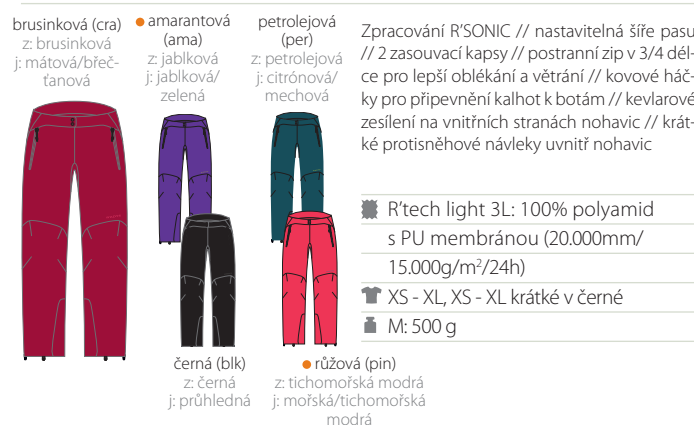 brusinková (cra)
z: brusinková
j: mátová/břeč-
ťanová
amarantová
(ama)
z: jablková
j: jablková/
zelená
petrolejová
(per)
z: petrolejová
j: citrónová/
mechová
černá (blk)
z: černá
j: průhledná
růžová (pin)
z: tichomořská modrá
j: mořská/tichomořská
modrá
Zpracování R'SONIC // nastavitelná šíře pasu
// 2 zasouvací kapsy // postranní zip v 3/4 dél-
ce pro lepší oblékání a větrání // kovové háč-
ky pro připevnění kalhot k botám // kevlarové
zesílení na vnitřních stranách nohavic // krát-
ké protisněhové návleky uvnitř nohavic
R'tech light 3L: 100% polyamid
s PU membránou (20.000mm/
15.000g/m²/24h)
XS - XL, XS - XL krátké v černé
M: 500 g